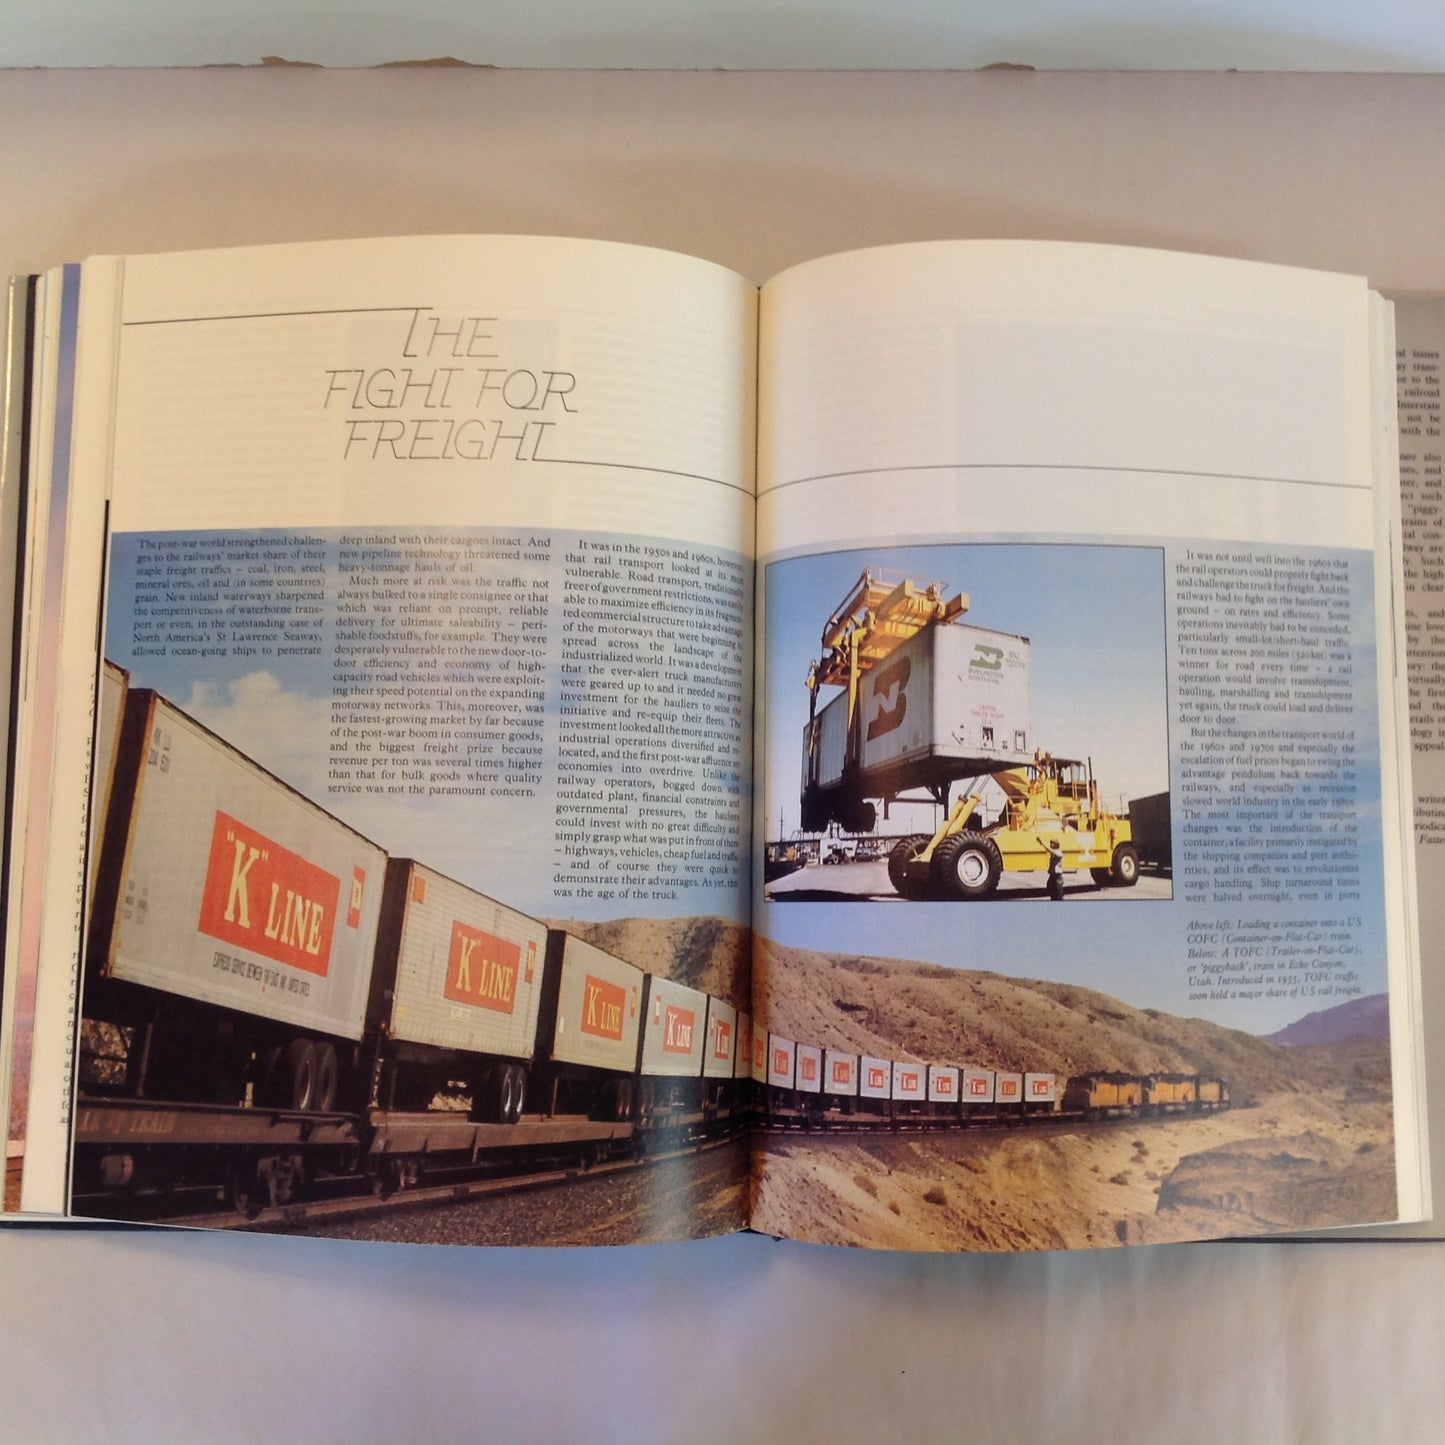 THE
FIGHT FOR
FREIGHT
The post-war world strengthened challen-
ges to the railways' market share of their
staple freight traffics – coal, iron, steel,
mineral ores, oil and (in some countries)
grain. New inland waterways sharpened
the competitiveness of waterborne trans-
port or even, in the outstanding case of
North America's St Lawrence Seaway,
allowed ocean-going ships to penetrate
deep inland with their cargoes intact. And
new pipeline technology threatened some
heavy-tonnage hauls of oil.
Much more at risk was the traffic not
always bulked to a single consignee or that
which was reliant on prompt, reliable
delivery for ultimate saleability – peri-
shable foodstuffs, for example. They were
desperately vulnerable to the new door-to-
door efficiency and economy of high-
capacity road vehicles which were exploit-
ing their speed potential on the expanding
motorway networks. This, moreover, was
the fastest-growing market by far because
of the post-war boom in consumer goods,
and the biggest freight prize because
revenue per ton was several times higher
than that for bulk goods where quality
service was not the paramount concern.
It was in the 1950s and 1960s, however,
that rail transport looked at its most
vulnerable. Road transport, traditionally
freer of government restrictions, was easily
able to maximize efficiency in its fragmen-
ted commercial structure to take advantage
of the motorways that were beginning to
spread across the landscape of the
industrialized world. It was a development
that the ever-alert truck manufacturers
were geared up to and it needed no great
investment for the hauliers to seize the
initiative and re-equip their fleets. The
investment looked all the more attractive as
industrial operations diversified and re-
located, and the first post-war affluence set
economies into overdrive. Unlike the
railway operators, bogged down with
outdated plant, financial constraints and
governmental pressures, the hauliers
could invest with no great difficulty and
simply grasp what was put in front of them
– highways, vehicles, cheap fuel and traffic
– and of course they were quick to
demonstrate their advantages. As yet, this
was the age of the truck.
It was not until well into the 1960s that
the rail operators could properly fight back
and challenge the truck for freight. And the
railways had to fight on the hauliers' own
ground – on rates and efficiency. Some
operations inevitably had to be conceded,
particularly small-lot/short-haul traffic.
Ten tons across 200 miles (320km) was a
winner for road every time – a rail
operation would involve transshipment,
hauling, marshalling and transshipment
yet again; the truck could load and deliver
door to door.
But the changes in the transport world of
the 1960s and 1970s and especially the
escalation of fuel prices began to swing the
advantage pendulum back towards the
railways, and especially as recession
slowed world industry in the early 1980s.
The most important of the transport
changes was the introduction of the
container, a facility primarily instigated by
the shipping companies and port autho-
rities, and its effect was to revolutionize
cargo handling. Ship turnaround times
were halved overnight, even in ports
Above left: Loading a container onto a US
COFC (Container-on-Flat-Car) train.
Below: A TOFC (Trailer-on-Flat-Car),
or 'piggyback', train in Echo Canyon,
Utah. Introduced in 1955, TOFC traffic
soon held a major share of US rail freight.
BNZ
BURLINGTON
NORTHERN
"K" LINE
EXPRESS SERVICE BETWEEN FAR EAST AND UNITED STATES
"K" LINE
"K" LINE
"K" LINE
"K" LINE